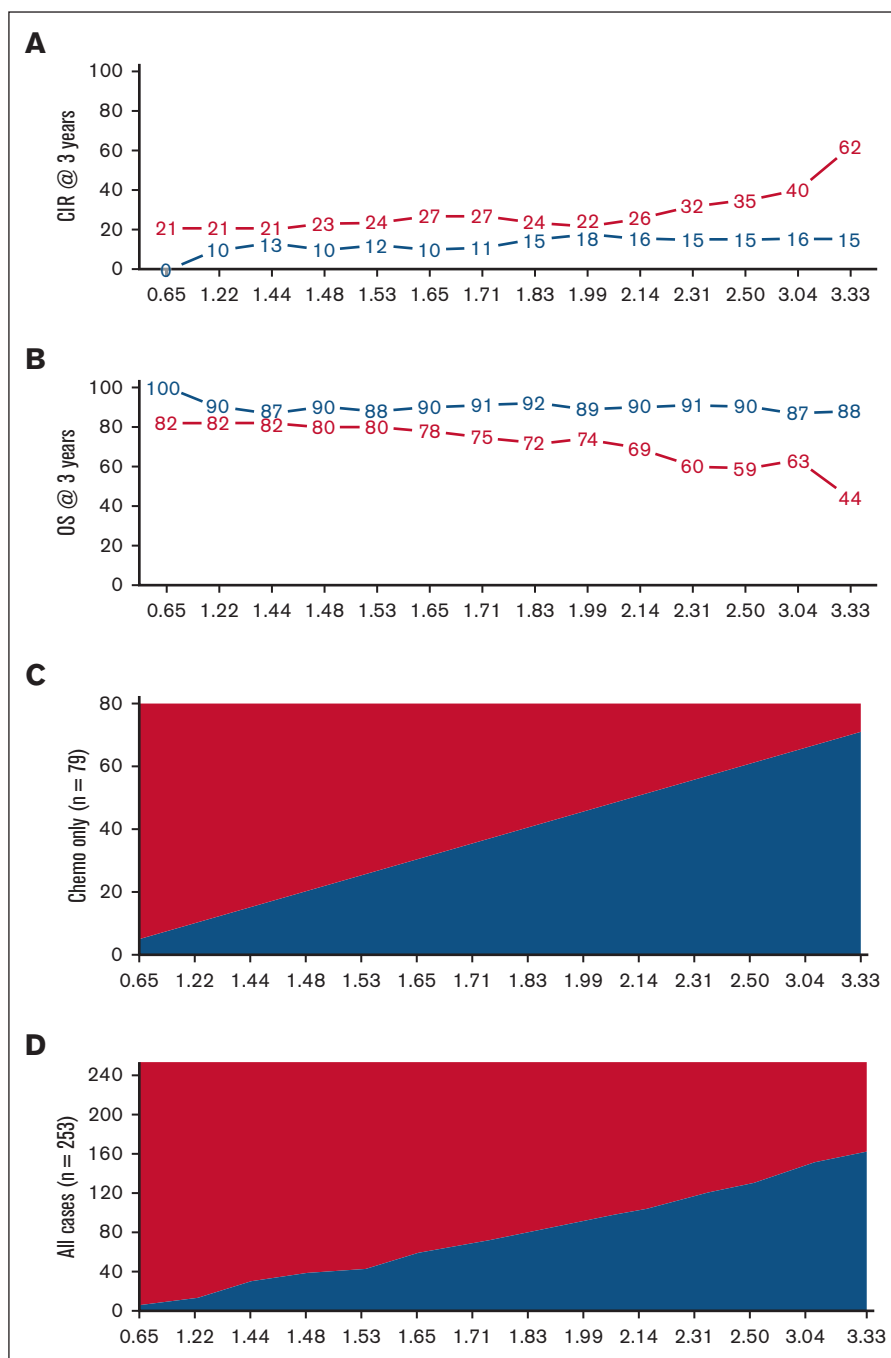 A
CIR @ 3 years
100
80
60
40
20
0
21 21 21 23 24 27 27 24 22 26 32 35 40 62
0 10 13 10 12 10 11 15 18 16 15 15 16 15
0.65 1.22 1.44 1.48 1.53 1.65 1.71 1.83 1.99 2.14 2.31 2.50 3.04 3.33
B
OS @ 3 years
100
80
60
40
20
0
100 90 87 90 88 90 91 92 89 90 91 90 87 88
82 82 82 80 80 78 75 72 74 69 60 59 63 44
0.65 1.22 1.44 1.48 1.53 1.65 1.71 1.83 1.99 2.14 2.31 2.50 3.04 3.33
C
Chemo only (n = 79)
80
60
40
20
0
0.65 1.22 1.44 1.48 1.53 1.65 1.71 1.83 1.99 2.14 2.31 2.50 3.04 3.33
D
All cases (n = 253)
240
200
160
120
80
40
0
0.65 1.22 1.44 1.48 1.53 1.65 1.71 1.83 1.99 2.14 2.31 2.50 3.04 3.33